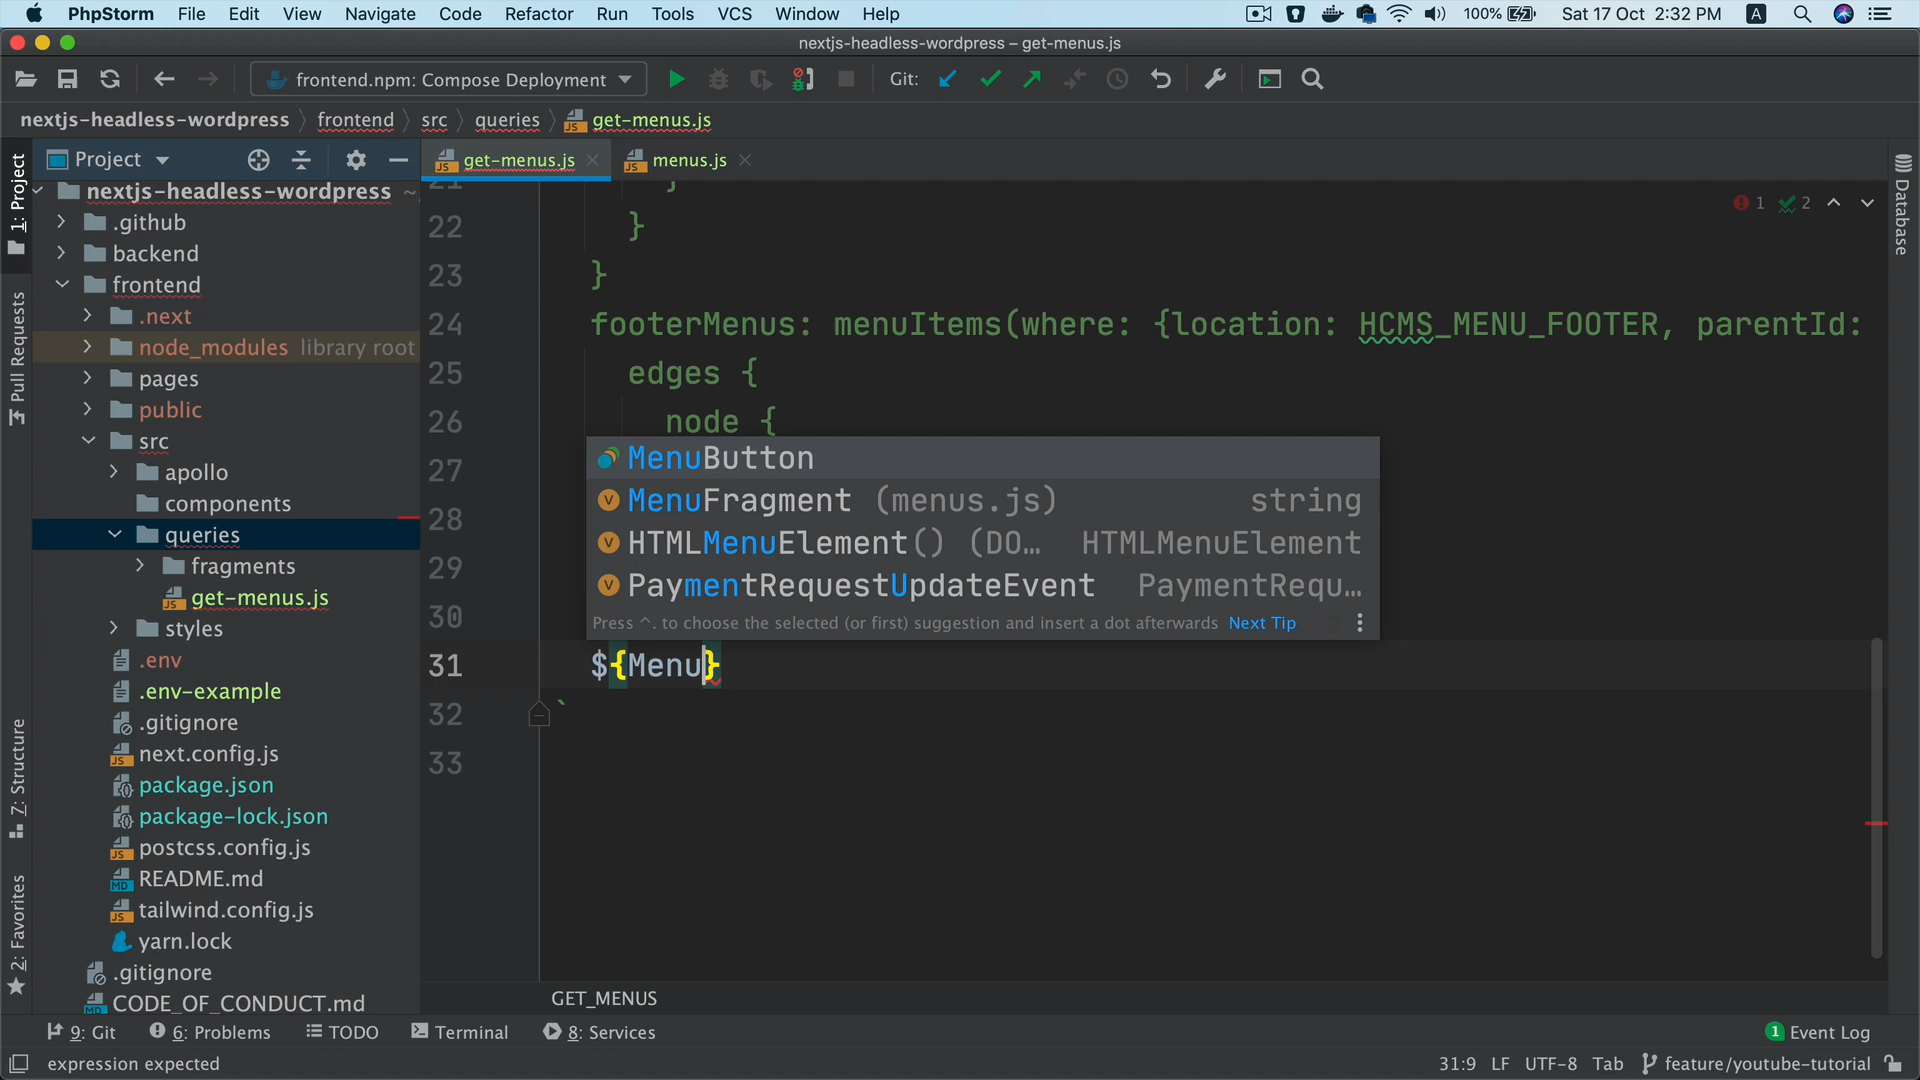 PhpStorm File Edit View Navigate Code Refactor Run Tools VCS Window Help 100% Sat 17 Oct 2:32 PM A
nextjs-headless-wordpress – get-menus.js
frontend.npm: Compose Deployment Git:
nextjs-headless-wordpress frontend src queries get-menus.js
1: Project
Pull Requests
7: Structure
2: Favorites
Project
nextjs-headless-wordpress ~
.github
backend
frontend
.next
node_modules library root
pages
public
src
apollo
components
queries
fragments
get-menus.js
styles
.env
.env-example
.gitignore
next.config.js
package.json
package-lock.json
postcss.config.js
README.md
tailwind.config.js
yarn.lock
.gitignore
CODE_OF_CONDUCT.md
get-menus.js menus.js
1 2
21 }
22 }
23 }
24 footerMenus: menuItems(where: {location: HCMS_MENU_FOOTER, parentId:
25 edges {
26 node {
27
28
29
30
31 ${Menu}
32 `
33
MenuButton
MenuFragment (menus.js) string
HTMLMenuElement() (DO… HTMLMenuElement
PaymentRequestUpdateEvent PaymentRequ…
Press ^. to choose the selected (or first) suggestion and insert a dot afterwards Next Tip
GET_MENUS
Database
9: Git 6: Problems TODO Terminal 8: Services 1 Event Log
expression expected 31:9 LF UTF-8 Tab feature/youtube-tutorial